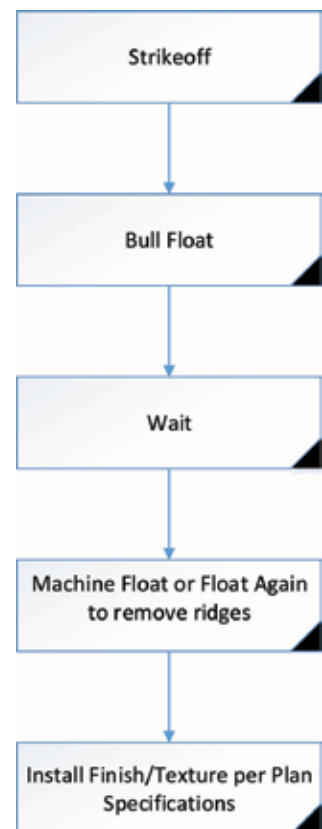 Strikeoff
Bull Float
Wait
Machine Float or Float Again
to remove ridges
Install Finish/Texture per Plan
Specifications